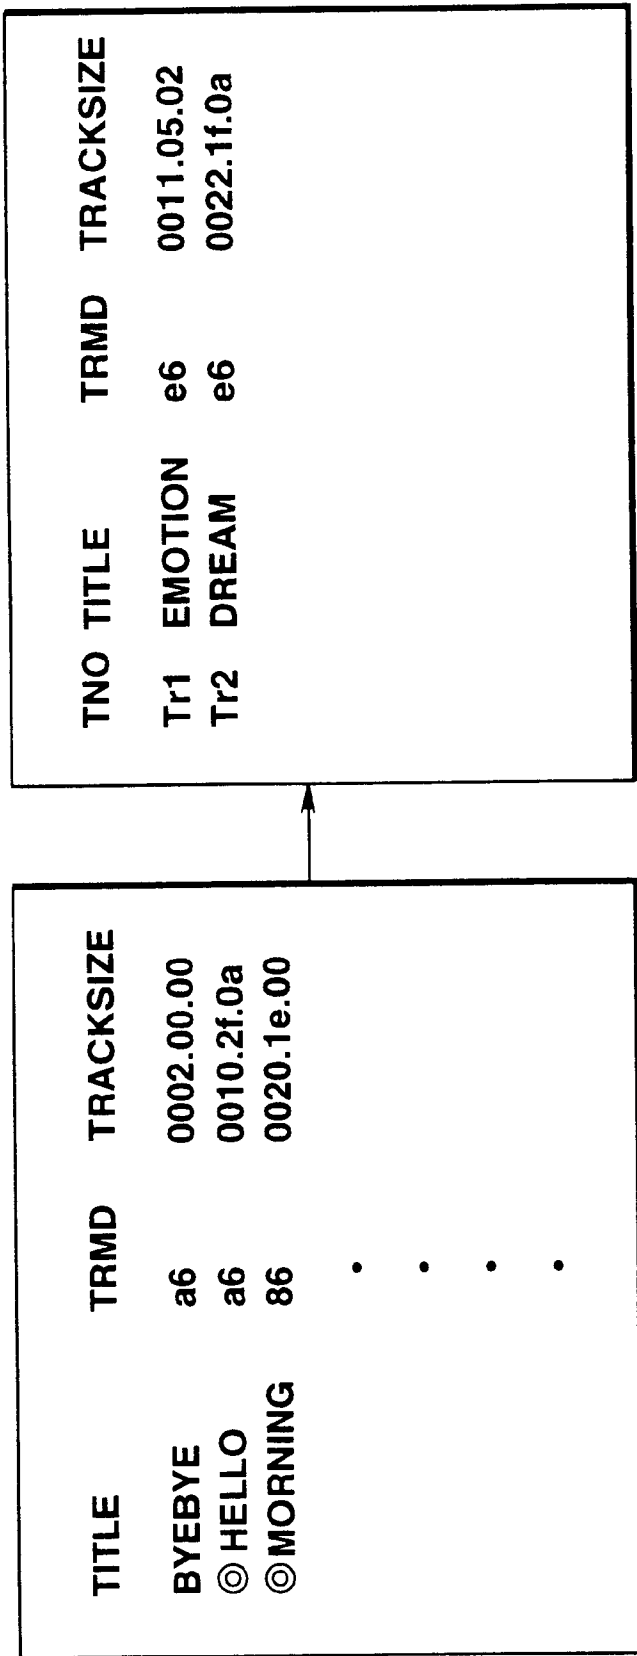 TITLE TRMD TRACKSIZE
BYEBYE a6 0002.00.00
◎ HELLO a6 0010.2f.0a
◎ MORNING 86 0020.1e.00
TNO TITLE TRMD TRACKSIZE
Tr1 EMOTION e6 0011.05.02
Tr2 DREAM e6 0022.1f.0a